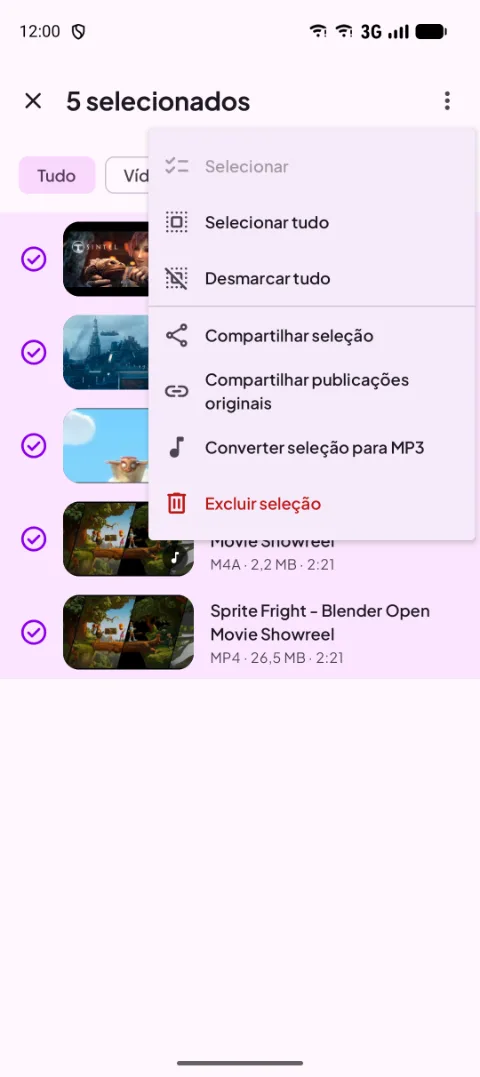 12:00
3G
5 selecionados
Tudo
Víd
Selecionar
Selecionar tudo
Desmarcar tudo
Compartilhar seleção
Compartilhar publicações
originais
Converter seleção para MP3
Excluir seleção
SINTEL
Movie Showreel
M4A · 2,2 MB · 2:21
Sprite Fright – Blender Open
Movie Showreel
MP4 · 26,5 MB · 2:21